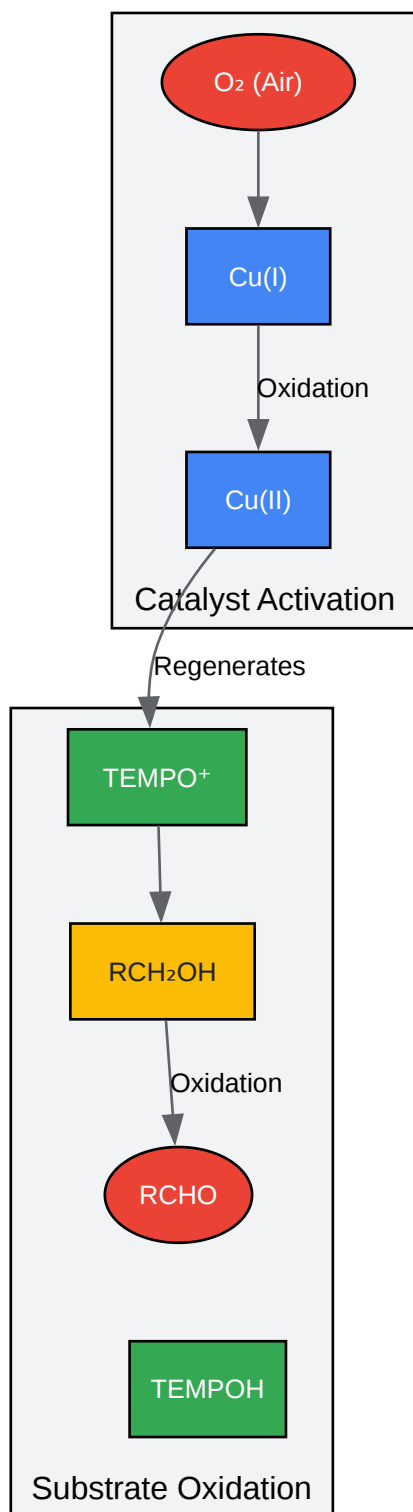 O₂ (Air)
Cu(I)
Oxidation
Cu(II)
Catalyst Activation
Regenerates
TEMPO⁺
RCH₂OH
Oxidation
RCHO
TEMPOH
Substrate Oxidation